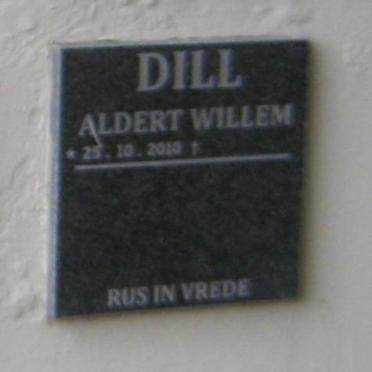 DILL
ALDERT WILLEM
* 25 . 10 . 2010 †
RUS IN VREDE